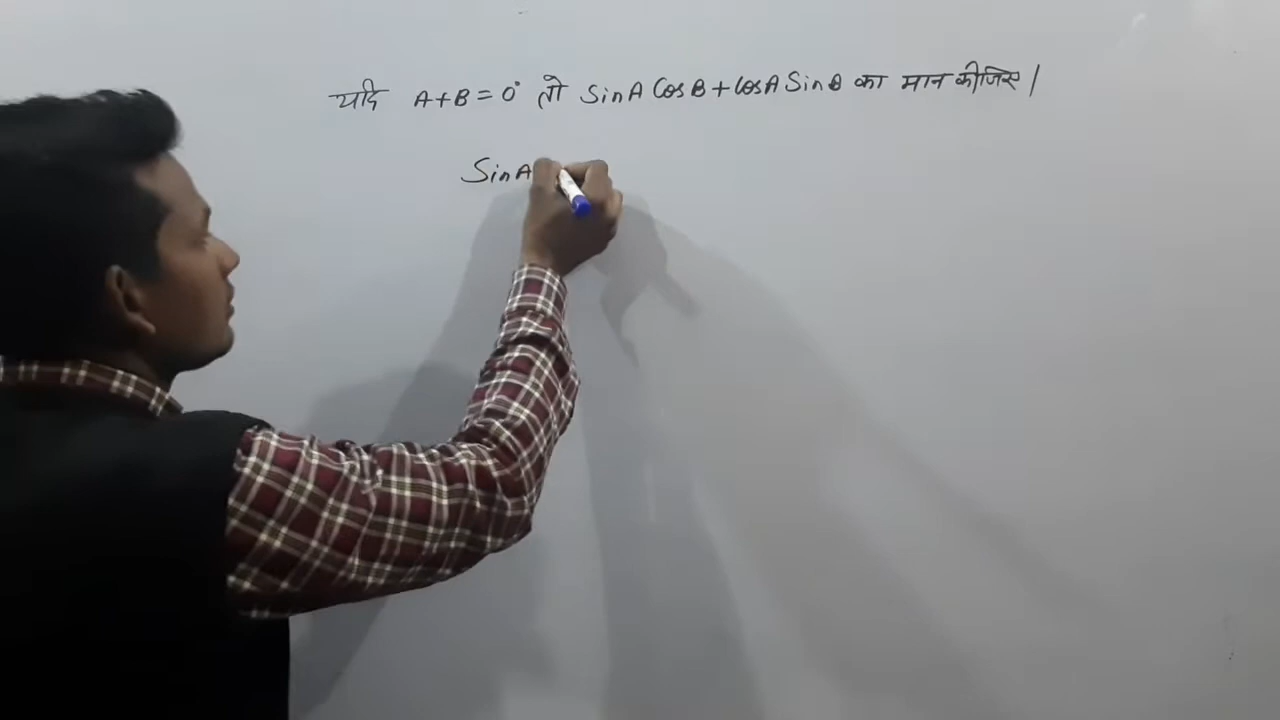 यदि A+B = 0° तो SinA CosB + CosA SinB का मान कीजिए।
SinA